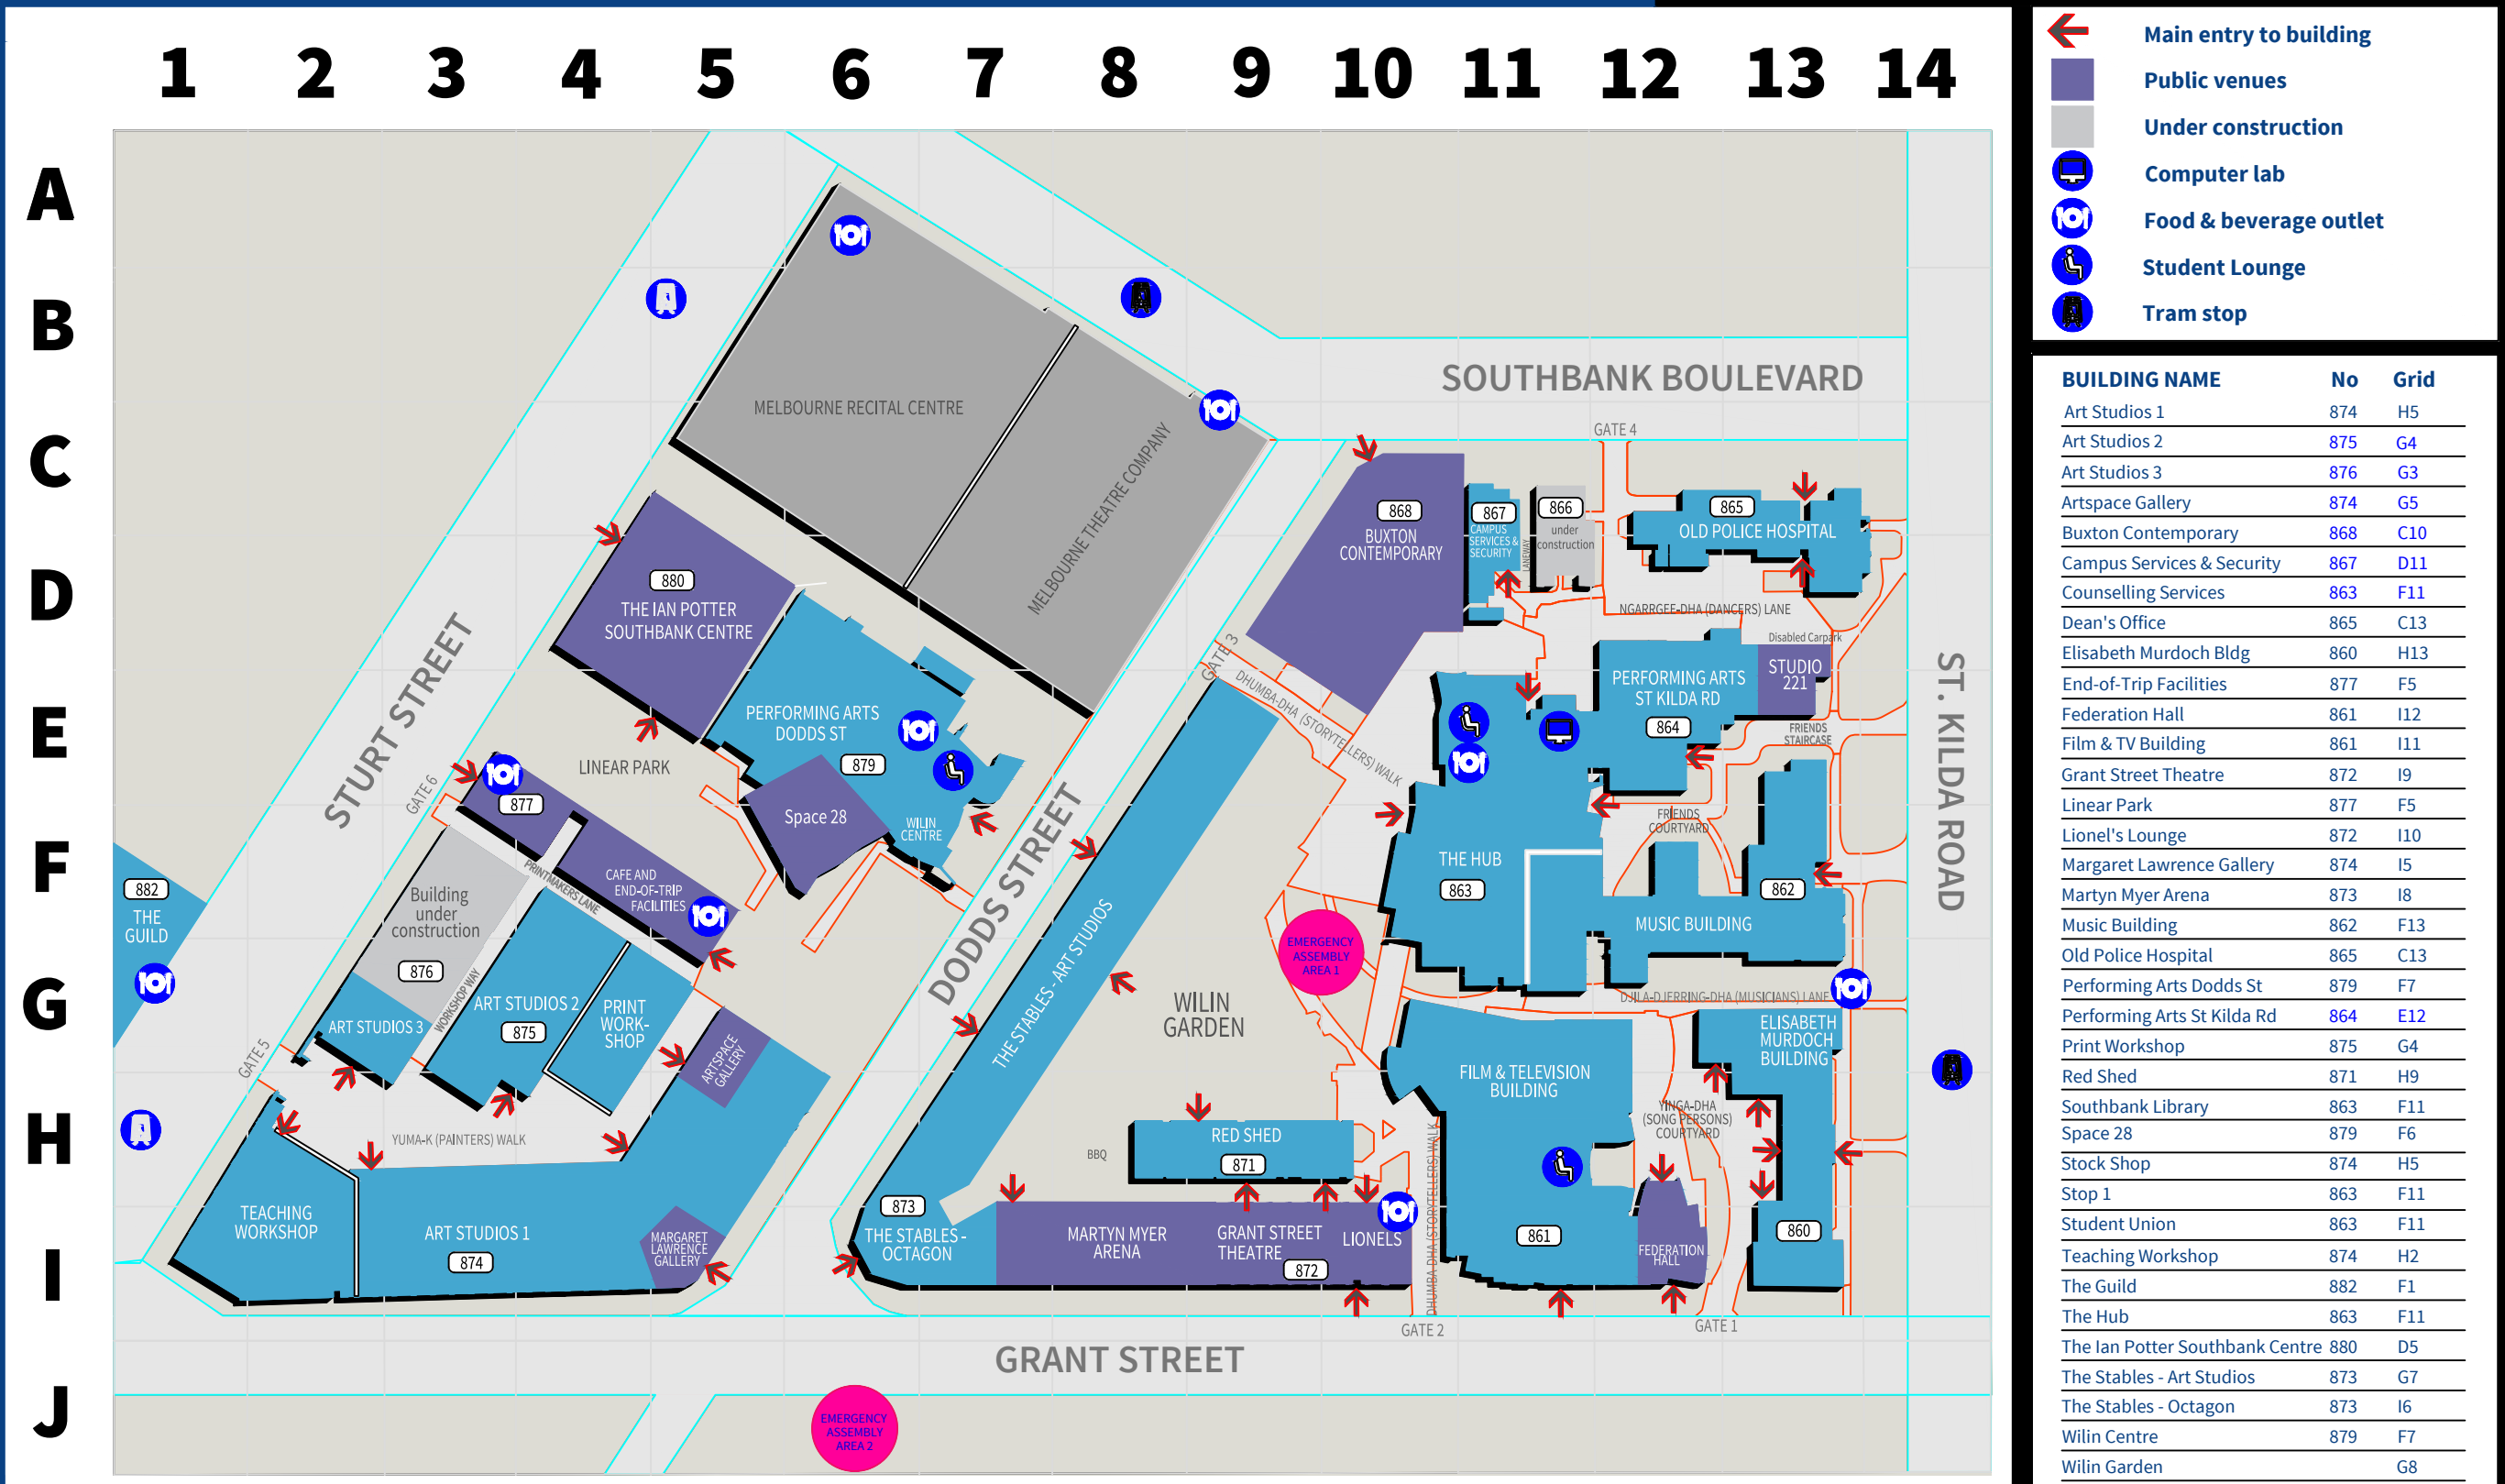 1 2 3 4 5 6 7 8 9 10 11 12 13 14
A
B
C
D
E
F
G
H
I
J
SOUTHBANK BOULEVARD
MELBOURNE RECITAL CENTRE
MELBOURNE THEATRE COMPANY
GATE 4
868
BUXTON
CONTEMPORARY
867
CAMPUS
SERVICES &
SECURITY
LANEWAY
866
under
construction
865
OLD POLICE HOSPITAL
NGARRGEE-DHA (DANCERS) LANE
Disabled Carpark
880
THE IAN POTTER
SOUTHBANK CENTRE
STURT STREET
GATE 3
DHUMBA-DHA (STORYTELLERS) WALK
PERFORMING ARTS
ST KILDA RD
864
STUDIO
221
FRIENDS
STAIRCASE
ST. KILDA ROAD
PERFORMING ARTS
DODDS ST
879
LINEAR PARK
GATE 6
877
Space 28
WILIN
CENTRE
DODDS STREET
FRIENDS
COURTYARD
THE HUB
863
862
MUSIC BUILDING
882
THE
GUILD
PRINTMAKERS LANE
CAFE AND
END-OF-TRIP
FACILITIES
Building
under
construction
876
WORKSHOP WAY
ART STUDIOS 3
ART STUDIOS 2
875
PRINT
WORK-
SHOP
ARTSPACE
GALLERY
THE STABLES - ART STUDIOS
EMERGENCY
ASSEMBLY
AREA 1
WILIN
GARDEN
DJILA-DJERRING-DHA (MUSICIANS) LANE
ELISABETH
MURDOCH
BUILDING
FILM & TELEVISION
BUILDING
YINGA-DHA
(SONG PERSONS)
COURTYARD
GATE 5
YUMA-K (PAINTERS) WALK
BBQ
RED SHED
871
DHUMBA-DHA (STORYTELLERS) WALK
TEACHING
WORKSHOP
ART STUDIOS 1
874
MARGARET
LAWRENCE
GALLERY
873
THE STABLES -
OCTAGON
MARTYN MYER
ARENA
GRANT STREET
THEATRE
872
LIONELS
861
FEDERATION
HALL
860
GATE 2
GATE 1
GRANT STREET
EMERGENCY
ASSEMBLY
AREA 2
Main entry to building
Public venues
Under construction
Computer lab
Food & beverage outlet
Student Lounge
Tram stop
BUILDING NAME No Grid
Art Studios 1 874 H5
Art Studios 2 875 G4
Art Studios 3 876 G3
Artspace Gallery 874 G5
Buxton Contemporary 868 C10
Campus Services & Security 867 D11
Counselling Services 863 F11
Dean's Office 865 C13
Elisabeth Murdoch Bldg 860 H13
End-of-Trip Facilities 877 F5
Federation Hall 861 I12
Film & TV Building 861 I11
Grant Street Theatre 872 I9
Linear Park 877 F5
Lionel's Lounge 872 I10
Margaret Lawrence Gallery 874 I5
Martyn Myer Arena 873 I8
Music Building 862 F13
Old Police Hospital 865 C13
Performing Arts Dodds St 879 F7
Performing Arts St Kilda Rd 864 E12
Print Workshop 875 G4
Red Shed 871 H9
Southbank Library 863 F11
Space 28 879 F6
Stock Shop 874 H5
Stop 1 863 F11
Student Union 863 F11
Teaching Workshop 874 H2
The Guild 882 F1
The Hub 863 F11
The Ian Potter Southbank Centre 880 D5
The Stables - Art Studios 873 G7
The Stables - Octagon 873 I6
Wilin Centre 879 F7
Wilin Garden G8